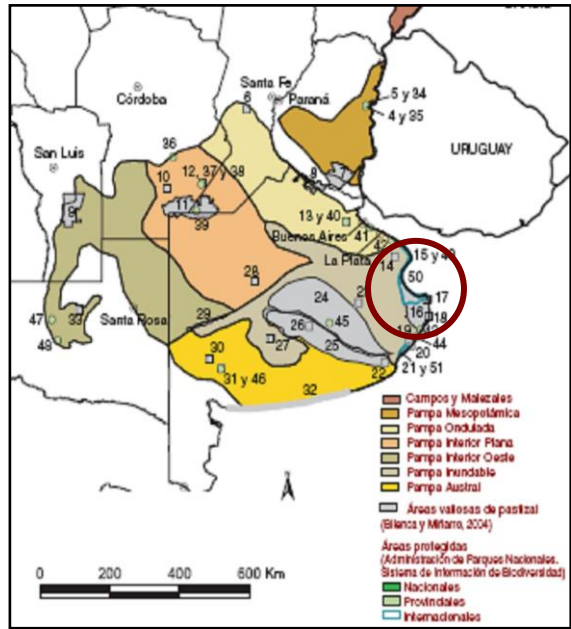 Santa Fe
Paraná
Córdoba
6
5 y 34
4 y 35
36
San Luis
URUGUAY
10
12, 37 y 38
8
11
39
9
13 y 40
Buenos Aires
41
42
La Plata
14
15 y
50
28
24
17
16
18
47
33
Santa Rosa
29
26
45
19
48
27
25
44
20
30
22
21 y 51
31 y 46
32
Campos y Malezales
Pampa Mesopotámica
Pampa Ondulada
Pampa Interior Plana
Pampa Interior Oeste
Pampa Inundable
Pampa Austral
Áreas valiosas de pastizal
(Bilenca y Miñarro, 2004)
Áreas protegidas
(Administración de Parques Nacionales.
Sistema de Información de Biodiversidad)
Nacionales
Provinciales
Internacionales
0 200 400 600 Km